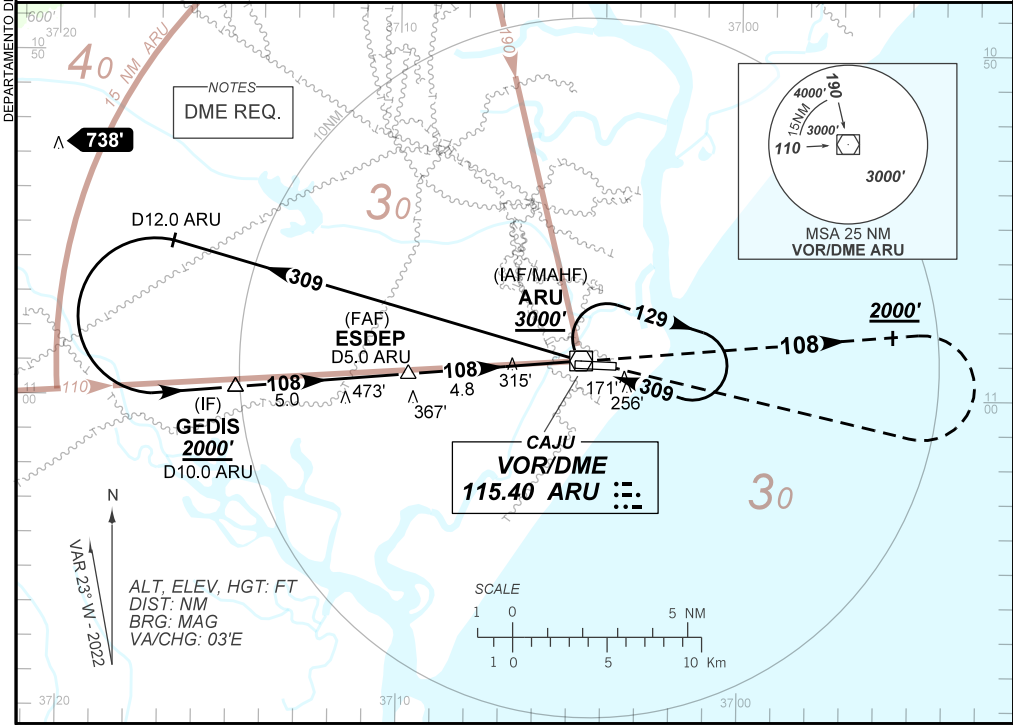 DEPARTAMENTO DE
600'
37 20
37 10
37 00
10 50
10 50
40
15 NM ARU
190
NOTES
DME REQ.
10NM
738'
30
4000'
190
15NM
3000'
110
3000'
MSA 25 NM
VOR/DME ARU
D12.0 ARU
309
(IAF/MAHF)
ARU
3000'
129
2000'
108
(FAF)
ESDEP
D5.0 ARU
110
108
5.0
108
4.8
315'
473'
367'
171'
256'
309
11 00
11 00
(IF)
GEDIS
2000'
D10.0 ARU
CAJU
VOR/DME
115.40 ARU
30
N
VAR 23° W - 2022
ALT, ELEV, HGT: FT
DIST: NM
BRG: MAG
VA/CHG: 03'E
SCALE
1 0 5 NM
1 0 5 10 Km
37 20
37 10
37 00